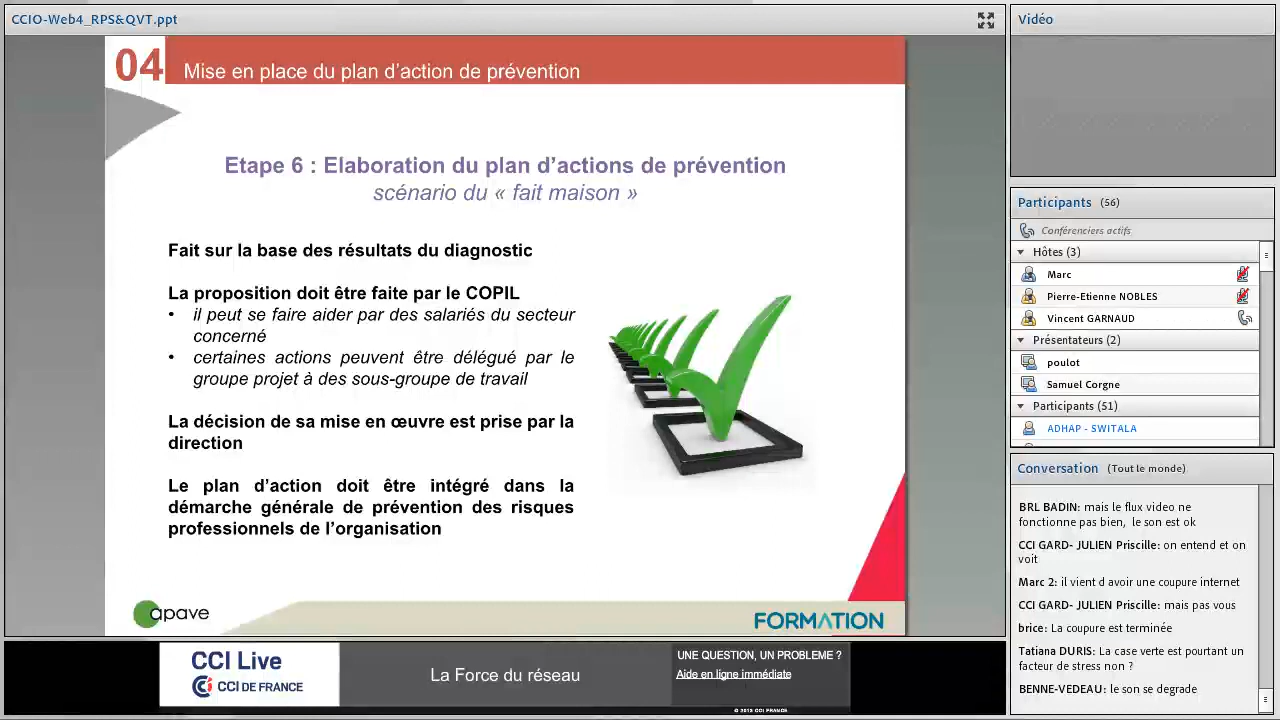 CCIO-Web4_RPS&QVT.ppt
04
Mise en place du plan d'action de prévention
Etape 6 : Elaboration du plan d'actions de prévention
scénario du « fait maison »
Fait sur la base des résultats du diagnostic
La proposition doit être faite par le COPIL
• il peut se faire aider par des salariés du secteur
concerné
• certaines actions peuvent être délégué par le
groupe projet à des sous-groupe de travail
La décision de sa mise en œuvre est prise par la
direction
Le plan d'action doit être intégré dans la
démarche générale de prévention des risques
professionnels de l'organisation
apave
FORMATION
CCI Live
CCI DE FRANCE
La Force du réseau
UNE QUESTION, UN PROBLEME ?
Aide en ligne immédiate
© 2013 CCI FRANCE
Vidéo
Participants (56)
Conférenciers actifs
Hôtes (3)
Marc
Pierre-Etienne NOBLES
Vincent GARNAUD
Présentateurs (2)
poulot
Samuel Corgne
Participants (51)
ADHAP - SWITALA
Conversation (Tout le monde)
BRL BADIN: mais le flux video ne
fonctionne pas bien, le son est ok
CCI GARD- JULIEN Priscille: on entend et on
voit
Marc 2: il vient d avoir une coupure internet
CCI GARD- JULIEN Priscille: mais pas vous
brice: La coupure est terminée
Tatiana DURIS: La solitude est pourtant un
facteur de stress non ?
BENNE-VEDEAU: le son se degrade